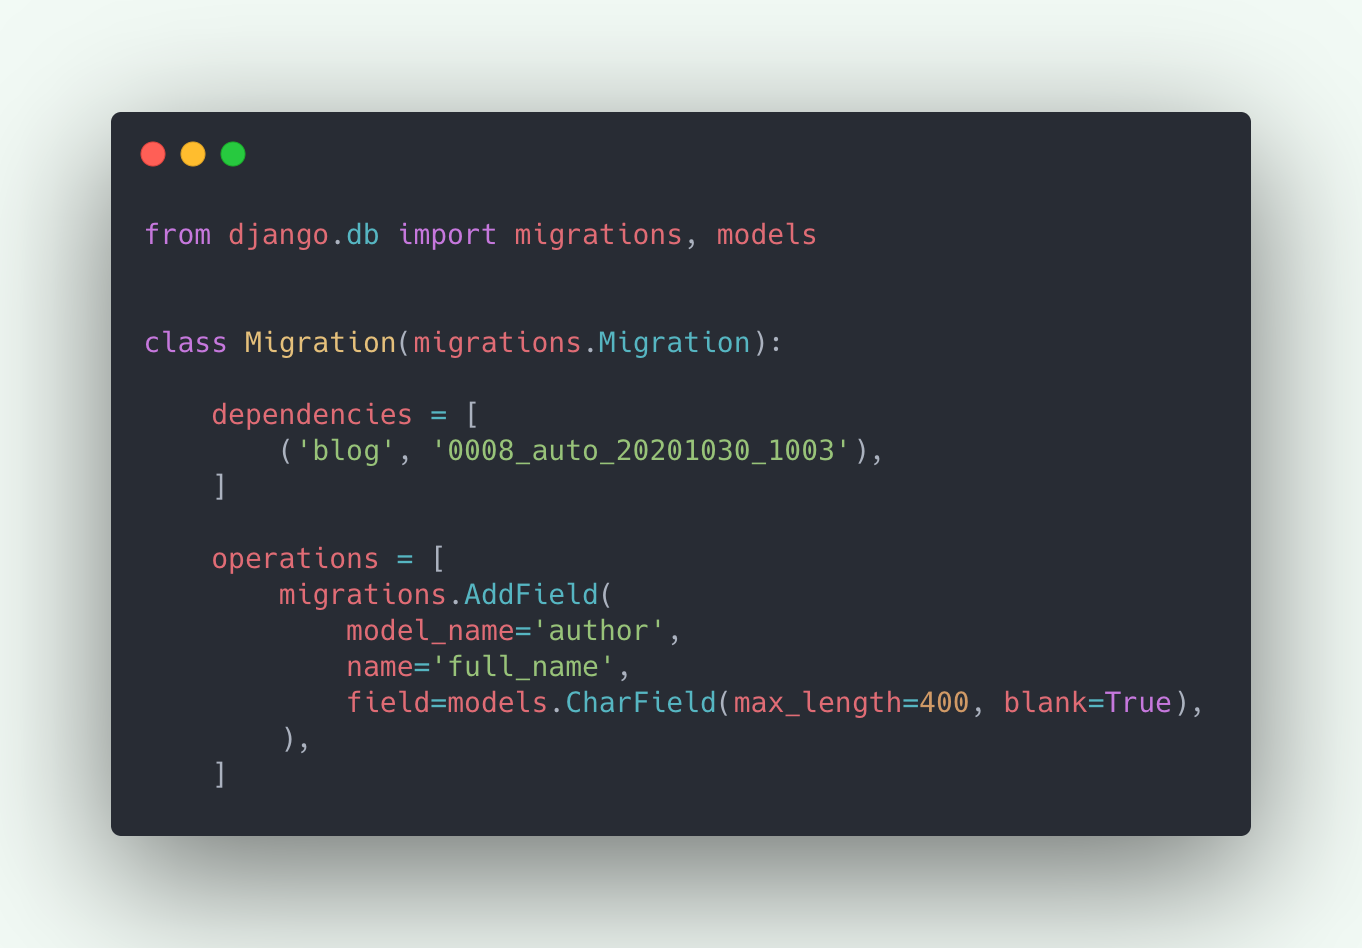 from django.db import migrations, models
class Migration(migrations.Migration):
    dependencies = [
        ('blog', '0008_auto_20201030_1003'),
    ]
    operations = [
        migrations.AddField(
            model_name='author',
            name='full_name',
            field=models.CharField(max_length=400, blank=True),
        ),
    ]